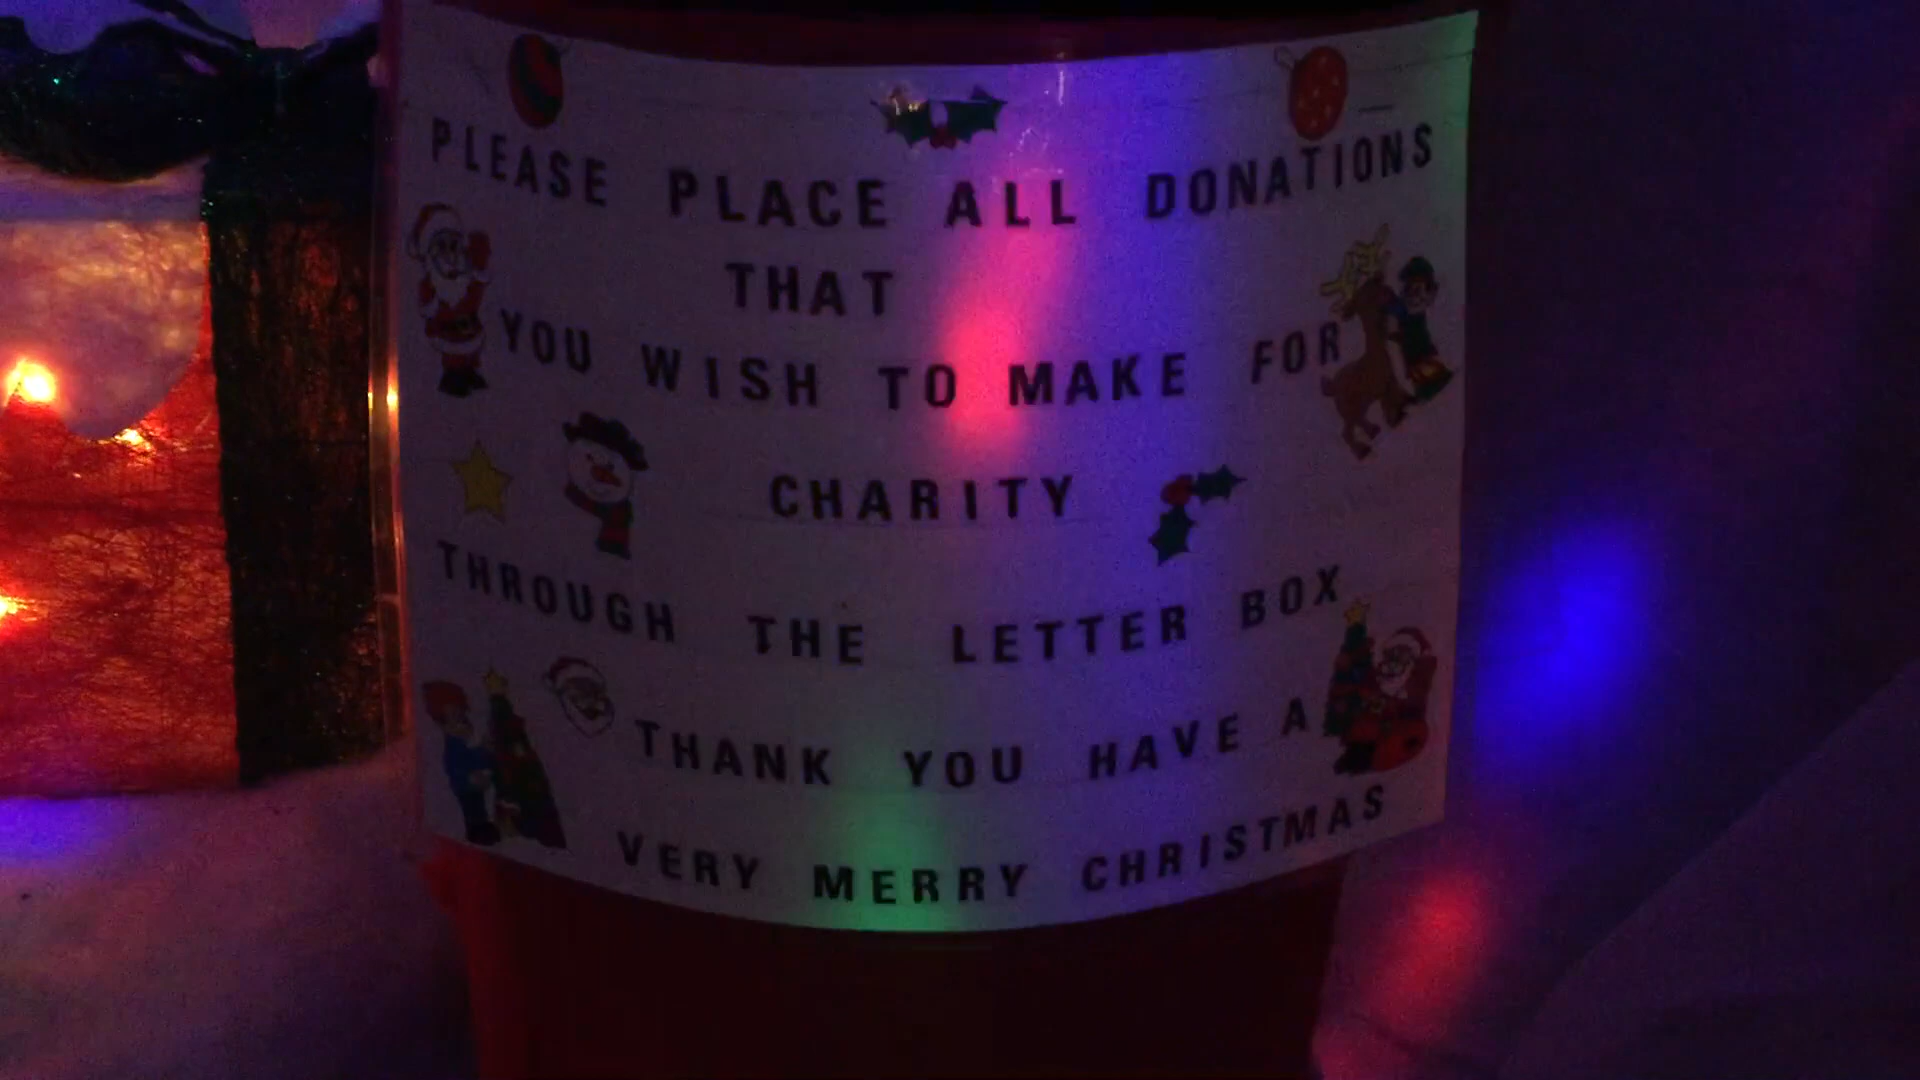 PLEASE PLACE ALL DONATIONS
THAT
YOU WISH TO MAKE FOR
CHARITY
THROUGH THE LETTER BOX
THANK YOU HAVE A
VERY MERRY CHRISTMAS